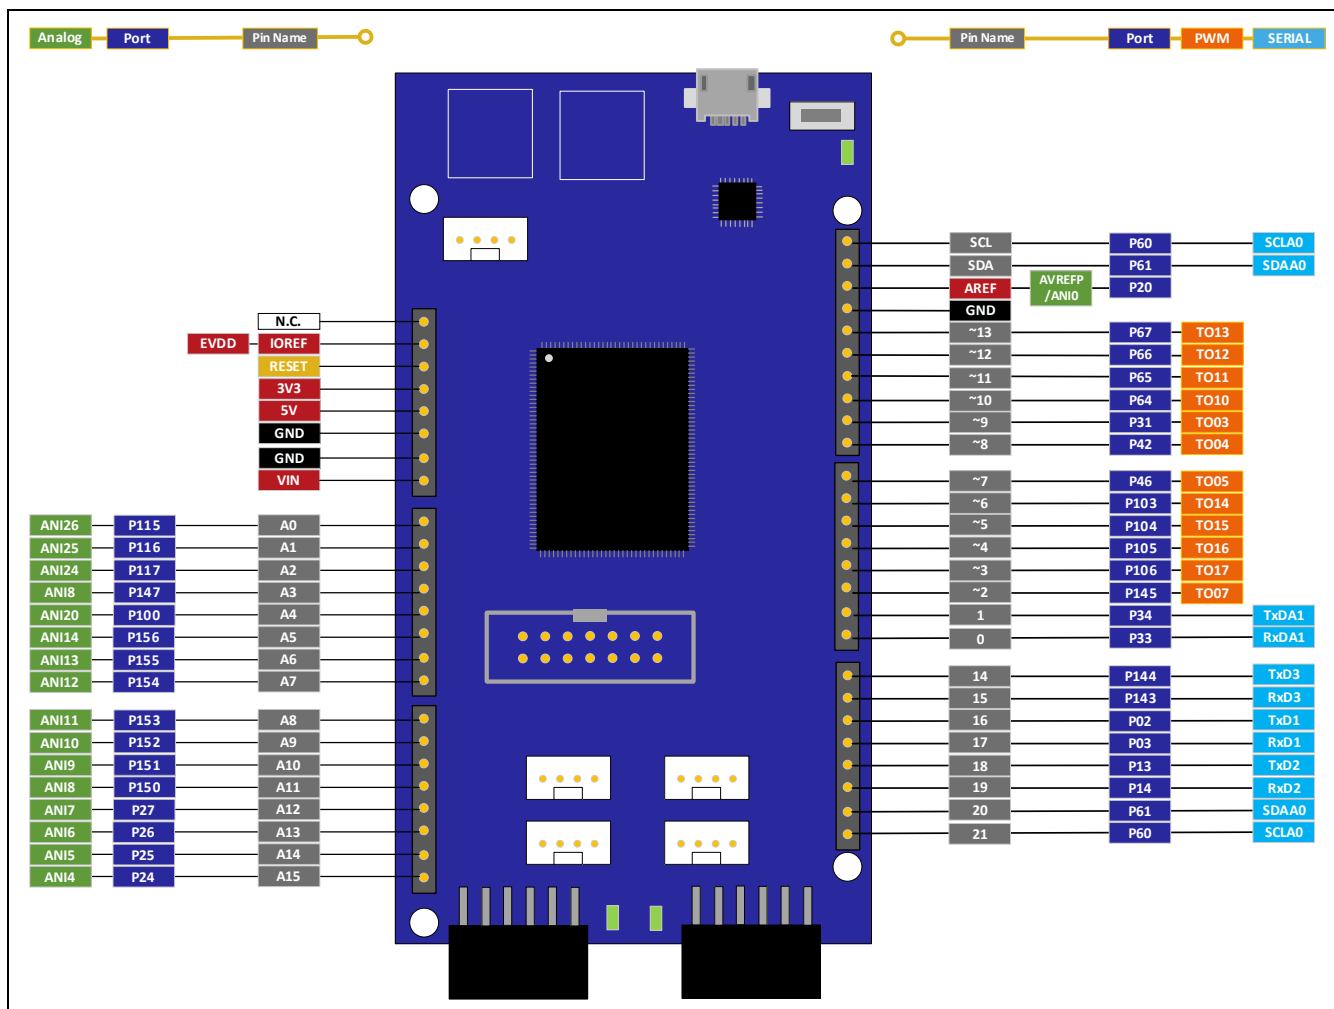 Analog Port Pin Name
Pin Name Port PWM SERIAL
N.C.
EVDD IOREF
RESET
3V3
5V
GND
GND
VIN
ANI26 P115 A0
ANI25 P116 A1
ANI24 P117 A2
ANI8 P147 A3
ANI20 P100 A4
ANI14 P156 A5
ANI13 P155 A6
ANI12 P154 A7
ANI11 P153 A8
ANI10 P152 A9
ANI9 P151 A10
ANI8 P150 A11
ANI7 P27 A12
ANI6 P26 A13
ANI5 P25 A14
ANI4 P24 A15
SCL P60 SCLA0
SDA P61 SDAA0
AREF AVREFP P20
/ANI0
GND
~13 P67 TO13
~12 P66 TO12
~11 P65 TO11
~10 P64 TO10
~9 P31 TO03
~8 P42 TO04
~7 P46 TO05
~6 P103 TO14
~5 P104 TO15
~4 P105 TO16
~3 P106 TO17
~2 P145 TO07
1 P34 TxDA1
0 P33 RxDA1
14 P144 TxD3
15 P143 RxD3
16 P02 TxD1
17 P03 RxD1
18 P13 TxD2
19 P14 RxD2
20 P61 SDAA0
21 P60 SCLA0